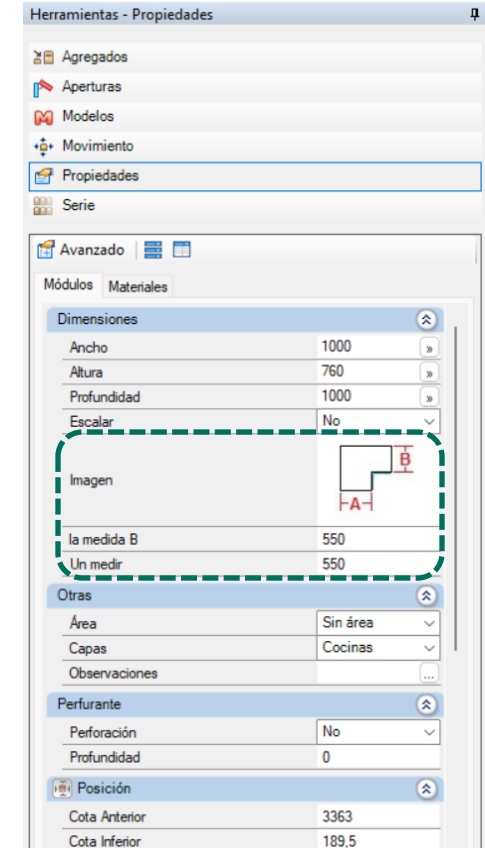 Herramientas - Propiedades
Agregados
Aperturas
Modelos
Movimiento
Propiedades
Serie
Avanzado
Módulos Materiales
Dimensiones
Ancho 1000 »
Altura 760 »
Profundidad 1000 »
Escalar No
B
Imagen
A
la medida B 550
Un medir 550
Otras
Área Sin área
Capas Cocinas
Observaciones ...
Perfurante
Perforación No
Profundidad 0
Posición
Cota Anterior 3363
Cota Inferior 189,5